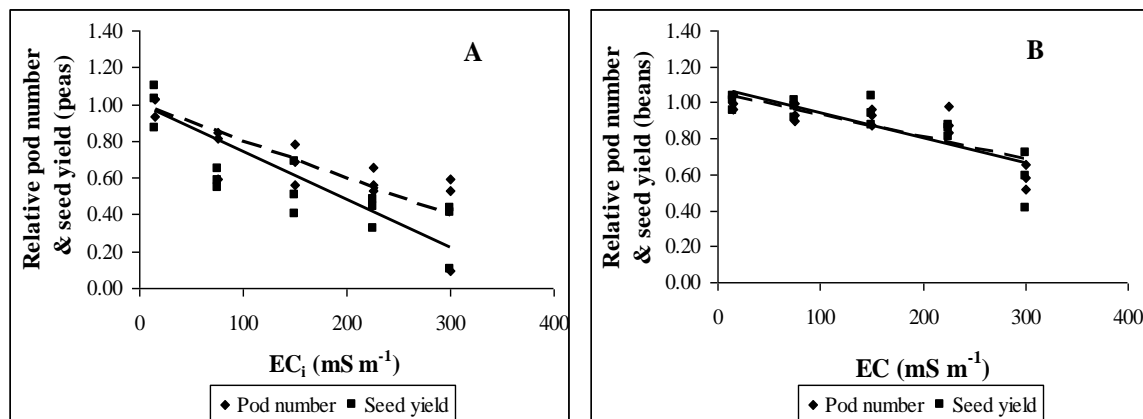 Relative pod number
& seed yield (peas)
1.40
1.20
1.00
0.80
0.60
0.40
0.20
0.00
A
0
100
200
300
400
ECi (mS m-1)
Pod number
Seed yield
Relative pod number
& seed yield (beans)
1.40
1.20
1.00
0.80
0.60
0.40
0.20
0.00
B
0
100
200
300
400
EC (mS m-1)
Pod number
Seed yield